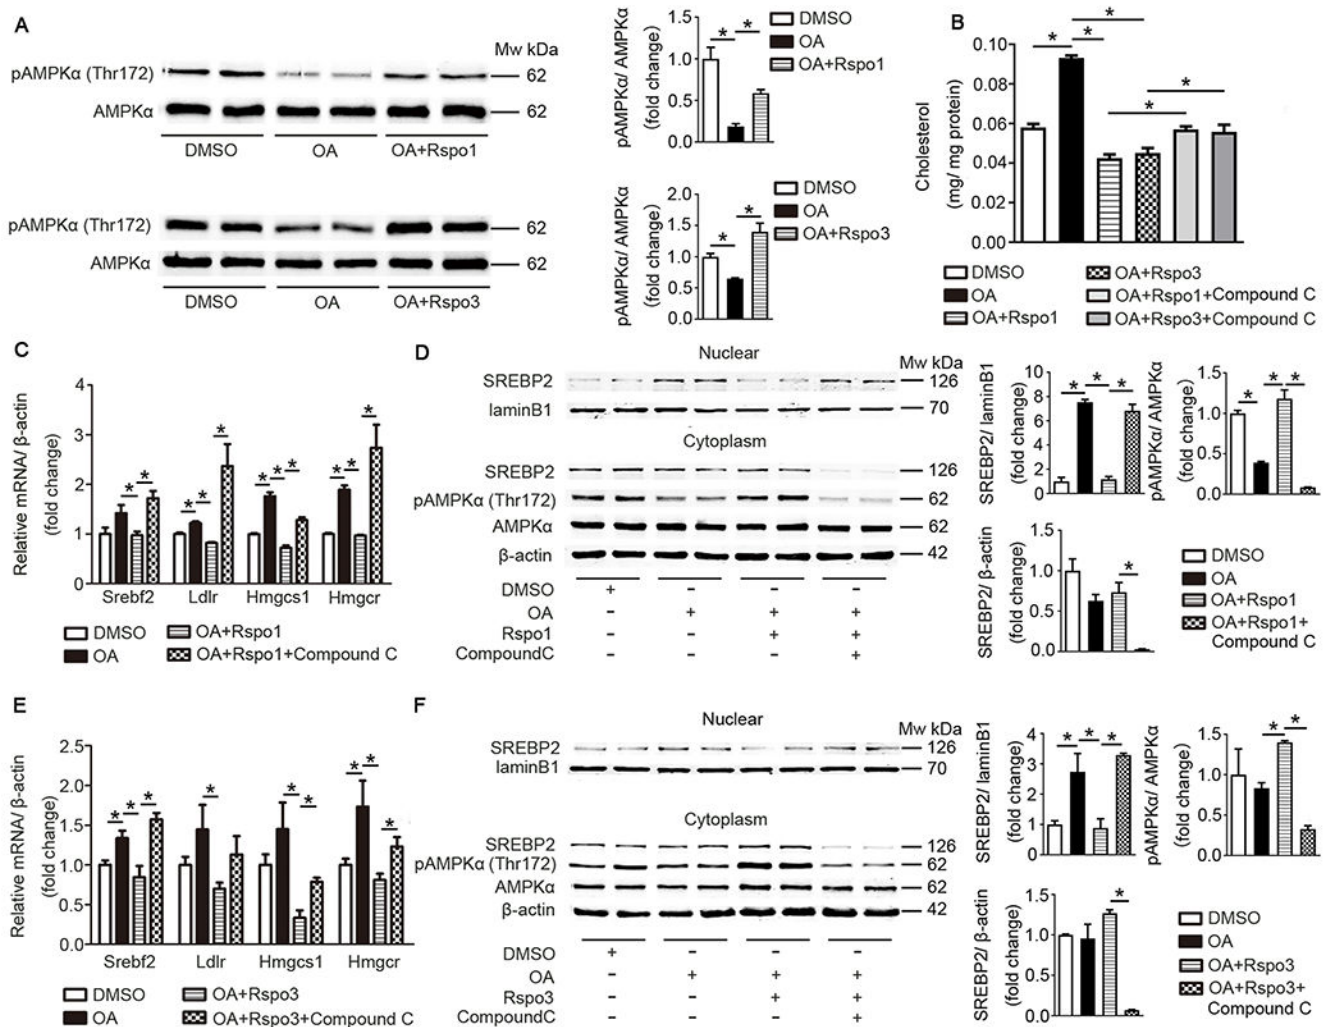 A
Mw kDa
pAMPKα (Thr172)
62
AMPKα
62
DMSO
OA
OA+Rspo1
pAMPKα (Thr172)
62
AMPKα
62
DMSO
OA
OA+Rspo3
pAMPKα/ AMPKα
(fold change)
1.5
1.0
0.5
0.0
* *
DMSO
OA
OA+Rspo1
pAMPKα/ AMPKα
(fold change)
2.0
1.5
1.0
0.5
0.0
* *
DMSO
OA
OA+Rspo3
B
Cholesterol
(mg/ mg protein)
0.10
0.08
0.06
0.04
0.02
0.00
*
* *
*
*
DMSO
OA
OA+Rspo1
OA+Rspo3
OA+Rspo1+Compound C
OA+Rspo3+Compound C
C
Relative mRNA/ β-actin
(fold change)
4
3
2
1
0
* * *
* * *
* * *
* * *
Srebf2 Ldlr Hmgcs1 Hmgcr
DMSO
OA
OA+Rspo1
OA+Rspo1+Compound C
D
Nuclear
Mw kDa
SREBP2
126
laminB1
70
Cytoplasm
SREBP2
126
pAMPKα (Thr172)
62
AMPKα
62
β-actin
42
DMSO + – – –
OA – + + +
Rspo1 – – + +
CompoundC – – – +
SREBP2/ laminB1
(fold change)
10
8
6
4
2
0
* * *
pAMPKα/ AMPKα
(fold change)
1.5
1.0
0.5
0.0
* * *
SREBP2/ β-actin
(fold change)
1.5
1.0
0.5
0.0
*
DMSO
OA
OA+Rspo1
OA+Rspo1+
Compound C
E
Relative mRNA/ β-actin
(fold change)
2.5
2.0
1.5
1.0
0.5
0.0
* * *
*
* *
* * *
Srebf2 Ldlr Hmgcs1 Hmgcr
DMSO
OA
OA+Rspo3
OA+Rspo3+Compound C
F
Nuclear
Mw kDa
SREBP2
126
laminB1
70
Cytoplasm
SREBP2
126
pAMPKα (Thr172)
62
AMPKα
62
β-actin
42
DMSO + – – –
OA – + + +
Rspo3 – – + +
CompoundC – – – +
SREBP2/ laminB1
(fold change)
4
3
2
1
0
* * *
pAMPKα/ AMPKα
(fold change)
1.5
1.0
0.5
0.0
* *
SREBP2/ β-actin
(fold change)
1.5
1.0
0.5
0.0
*
DMSO
OA
OA+Rspo3
OA+Rspo3+
Compound C